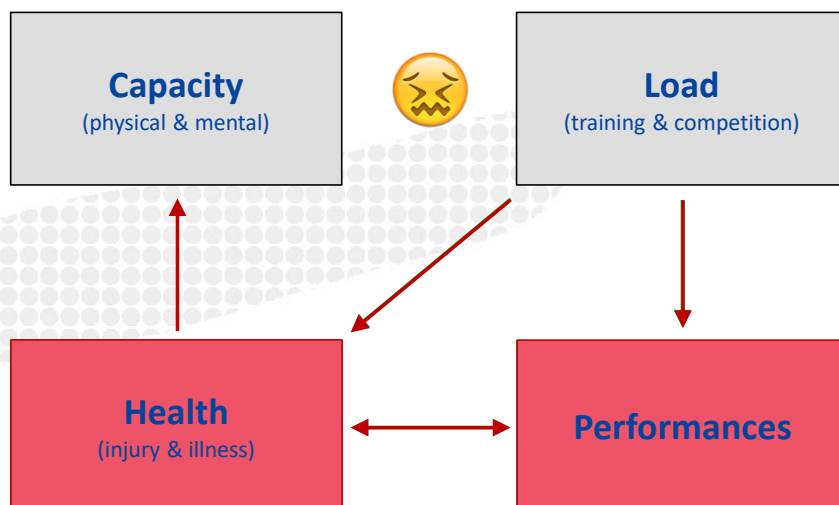 Capacity
(physical & mental)
Load
(training & competition)
Health
(injury & illness)
Performances